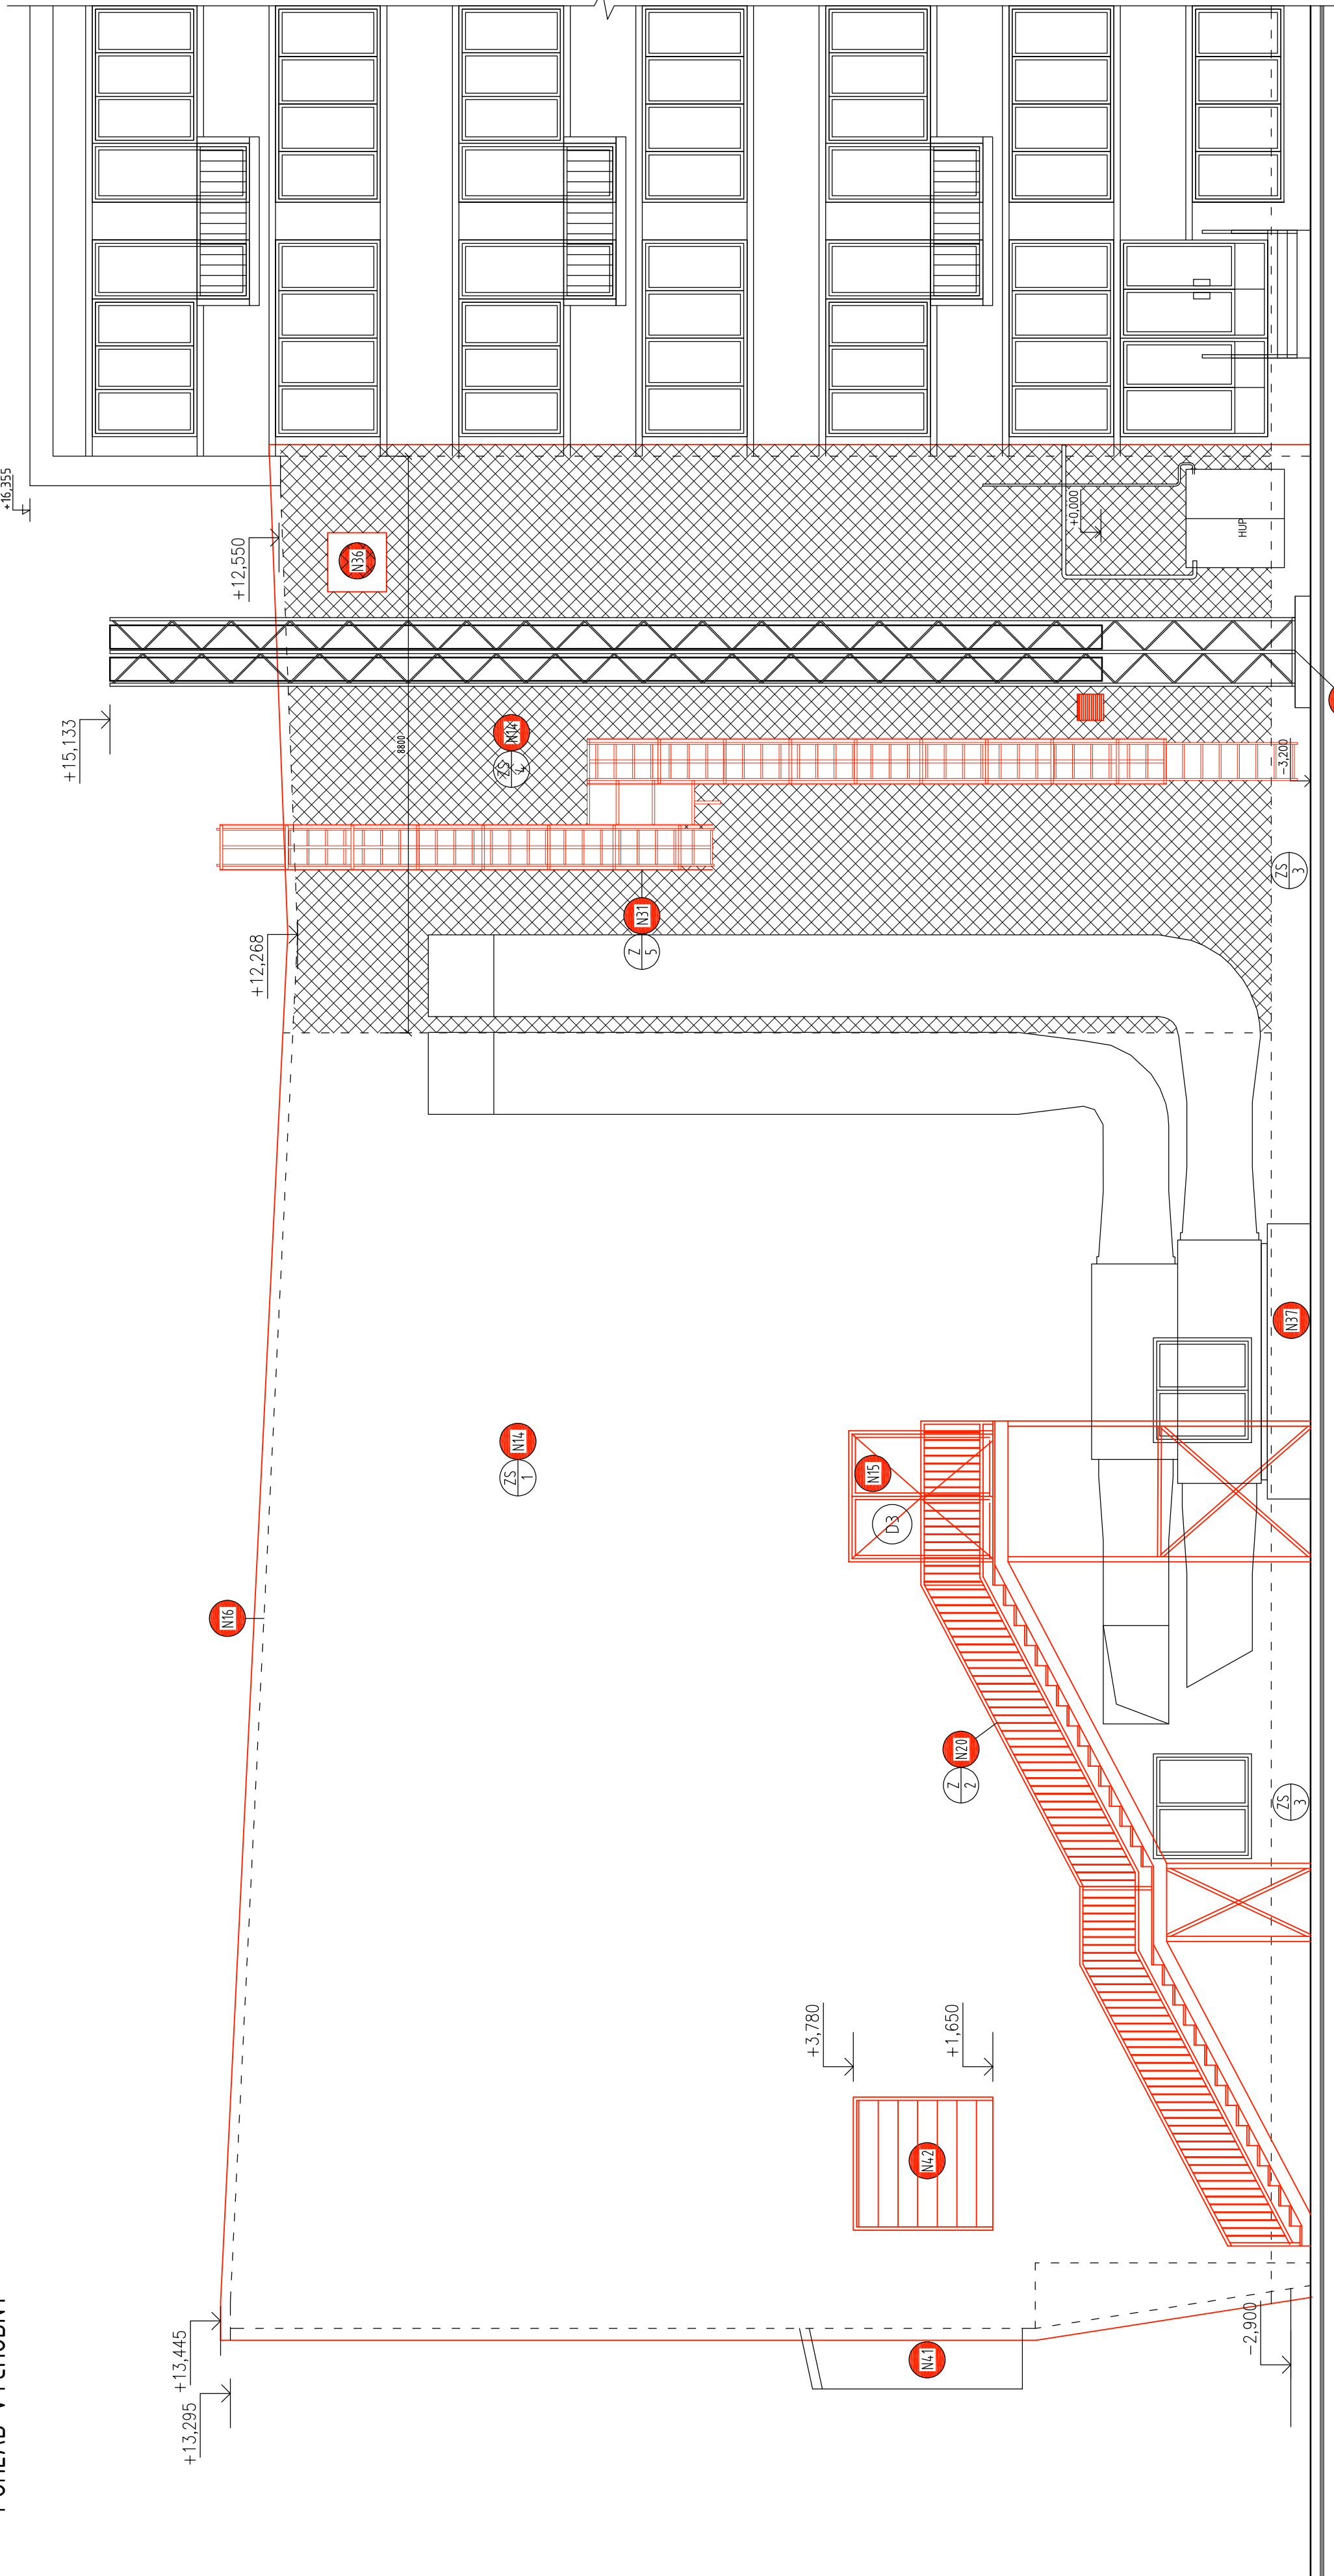 POHLED VÝCHODNÍ
+16,355
+15,133
+13,295
+13,445
N16
+12,268
+12,550
N36
8800
ZS
1
N14
ZS
4
N14
Z
5
N31
+3,780
+1,650
N41
N42
D3
N15
Z
2
N20
+0,000
HUP
-2,900
ZS
3
N37
ZS
3
-3,200